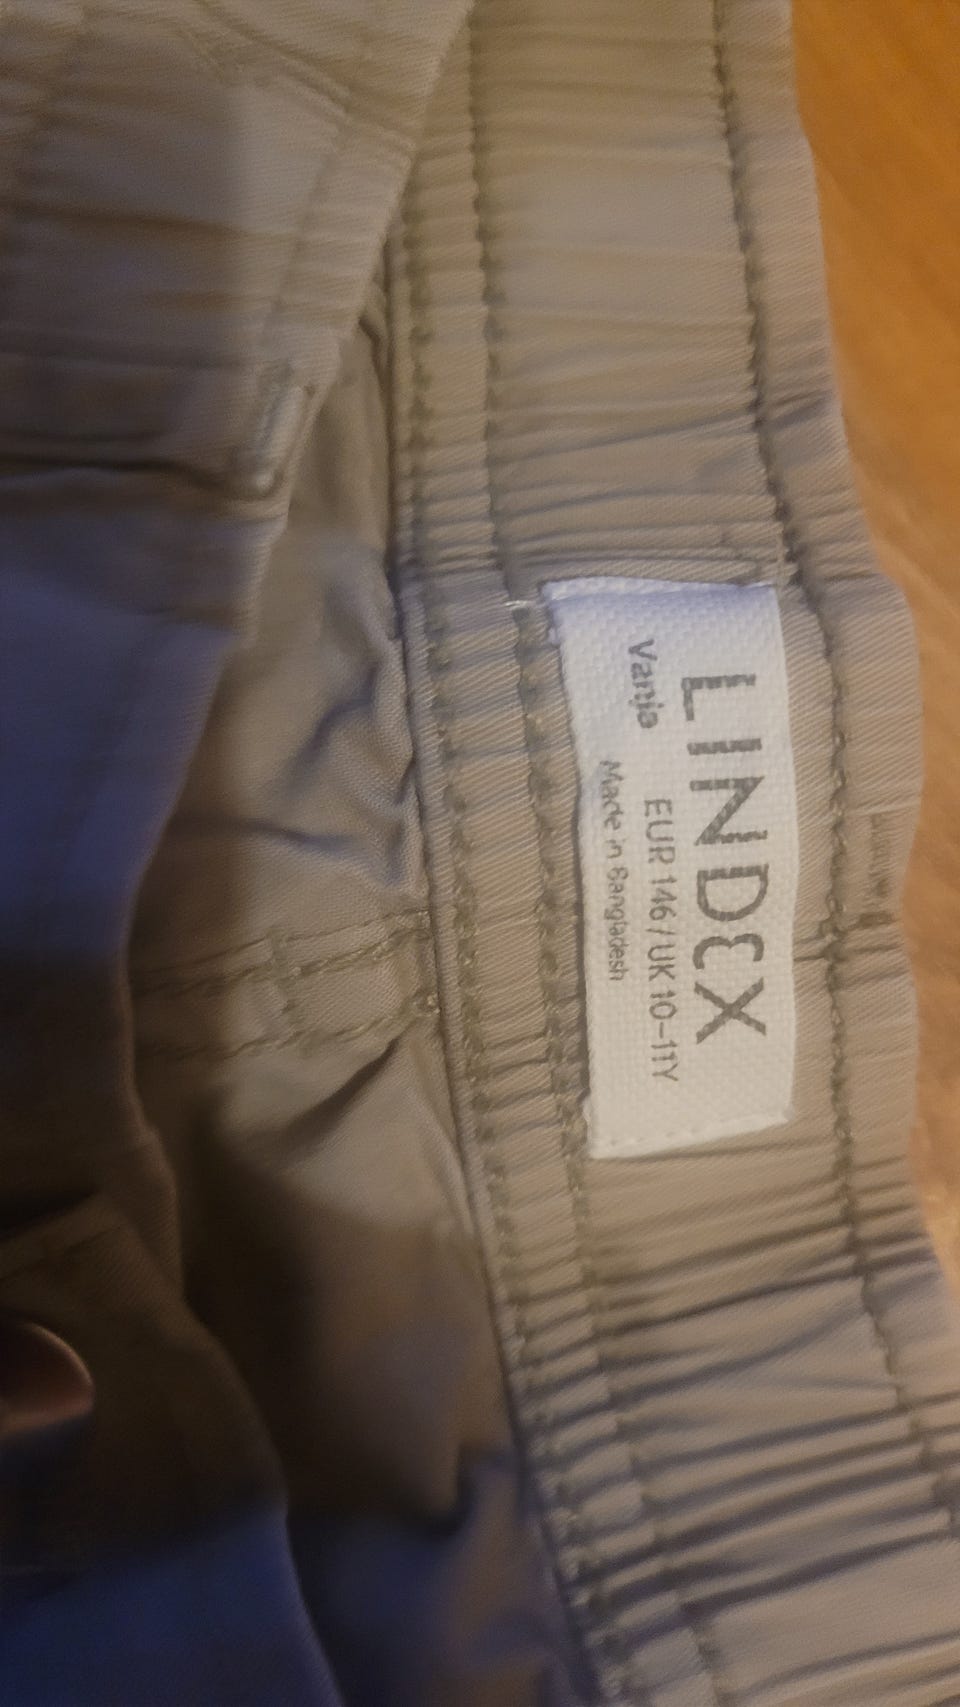 LINDEX
Vanja
EUR 146/UK 10-11Y
Made in Bangladesh